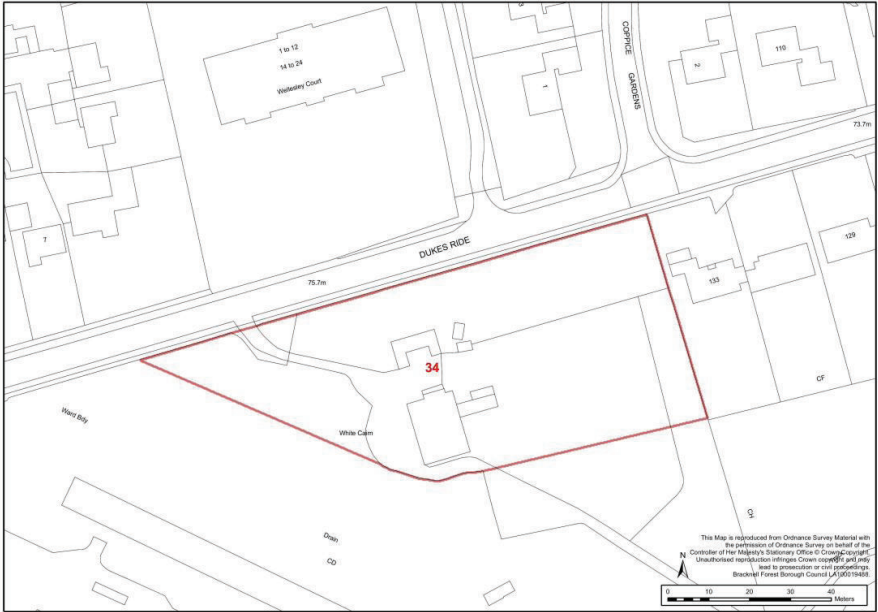 1 to 12
14 to 24
Wellesley Court
3
COPPICE
GARDENS
2
110
1
73.7m
7
DUKES RIDE
75.7m
129
133
34
CF
Ward Bdy
White Cairn
Drain
CD
CH
This Map is reproduced from Ordnance Survey Material with
the permission of Ordnance Survey on behalf of the
Controller of Her Majesty's Stationary Office © Crown Copyright.
Unauthorised reproduction infringes Crown copyright and may
lead to prosecution or civil proceedings.
Bracknell Forest Borough Council LA100019488.
N
0 10 20 30 40
Meters